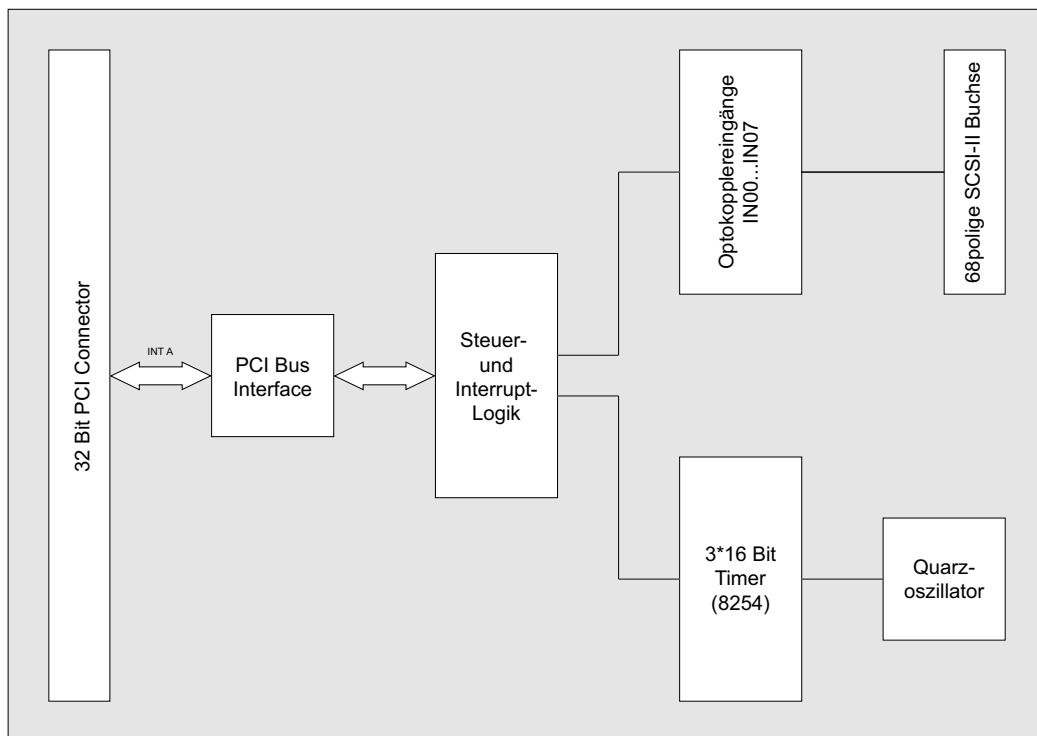 32 Bit PCI Connector
INT A
PCI Bus
Interface
Steuer-
und
Interrupt-
Logik
Optokopplereingänge
IN00...IN07
68polige SCSI-II Buchse
3*16 Bit
Timer
(8254)
Quarz-
oszillator